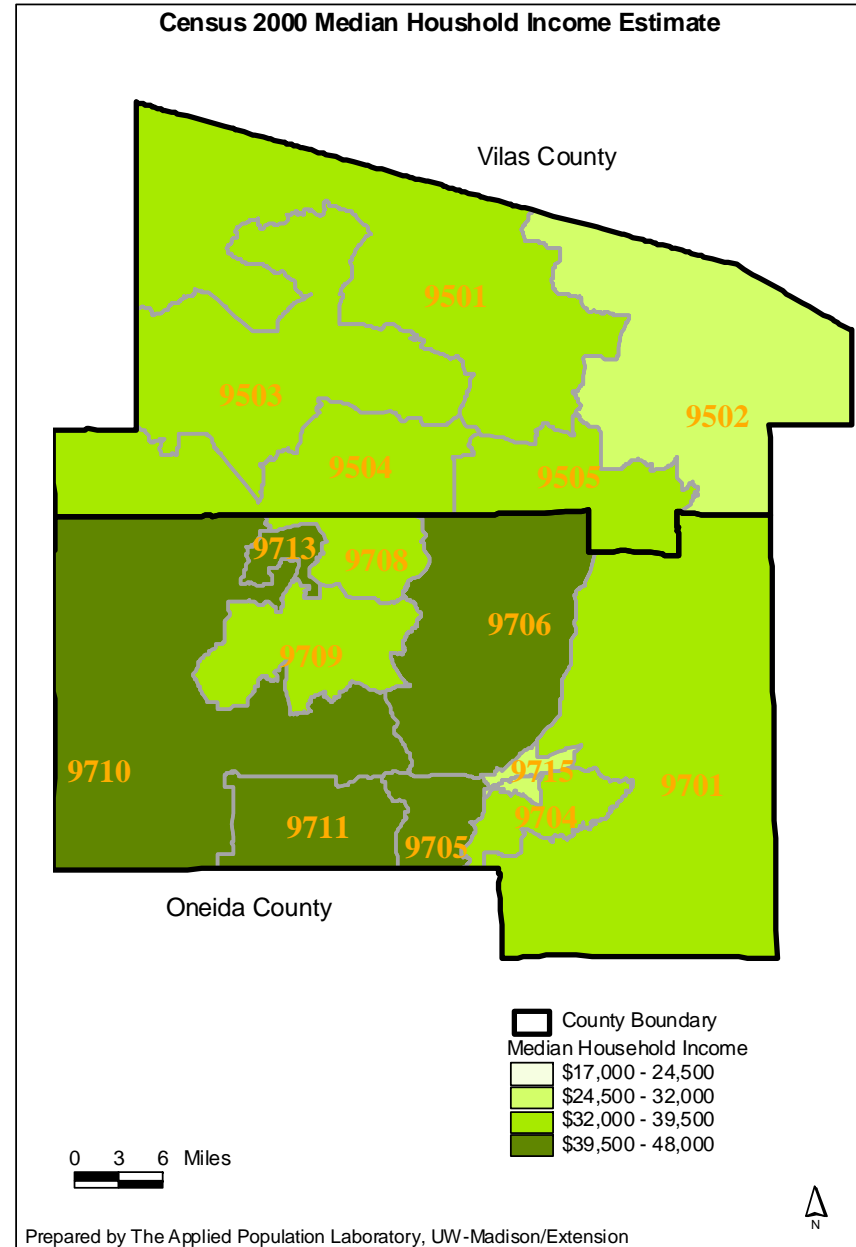 Census 2000 Median Houshold Income Estimate
Vilas County
9501
9503
9502
9504
9505
9713
9708
9706
9709
9710
9715
9701
9704
9711
9705
Oneida County
County Boundary
Median Household Income
$17,000 - 24,500
$24,500 - 32,000
$32,000 - 39,500
$39,500 - 48,000
0 3 6 Miles
N
Prepared by The Applied Population Laboratory, UW-Madison/Extension